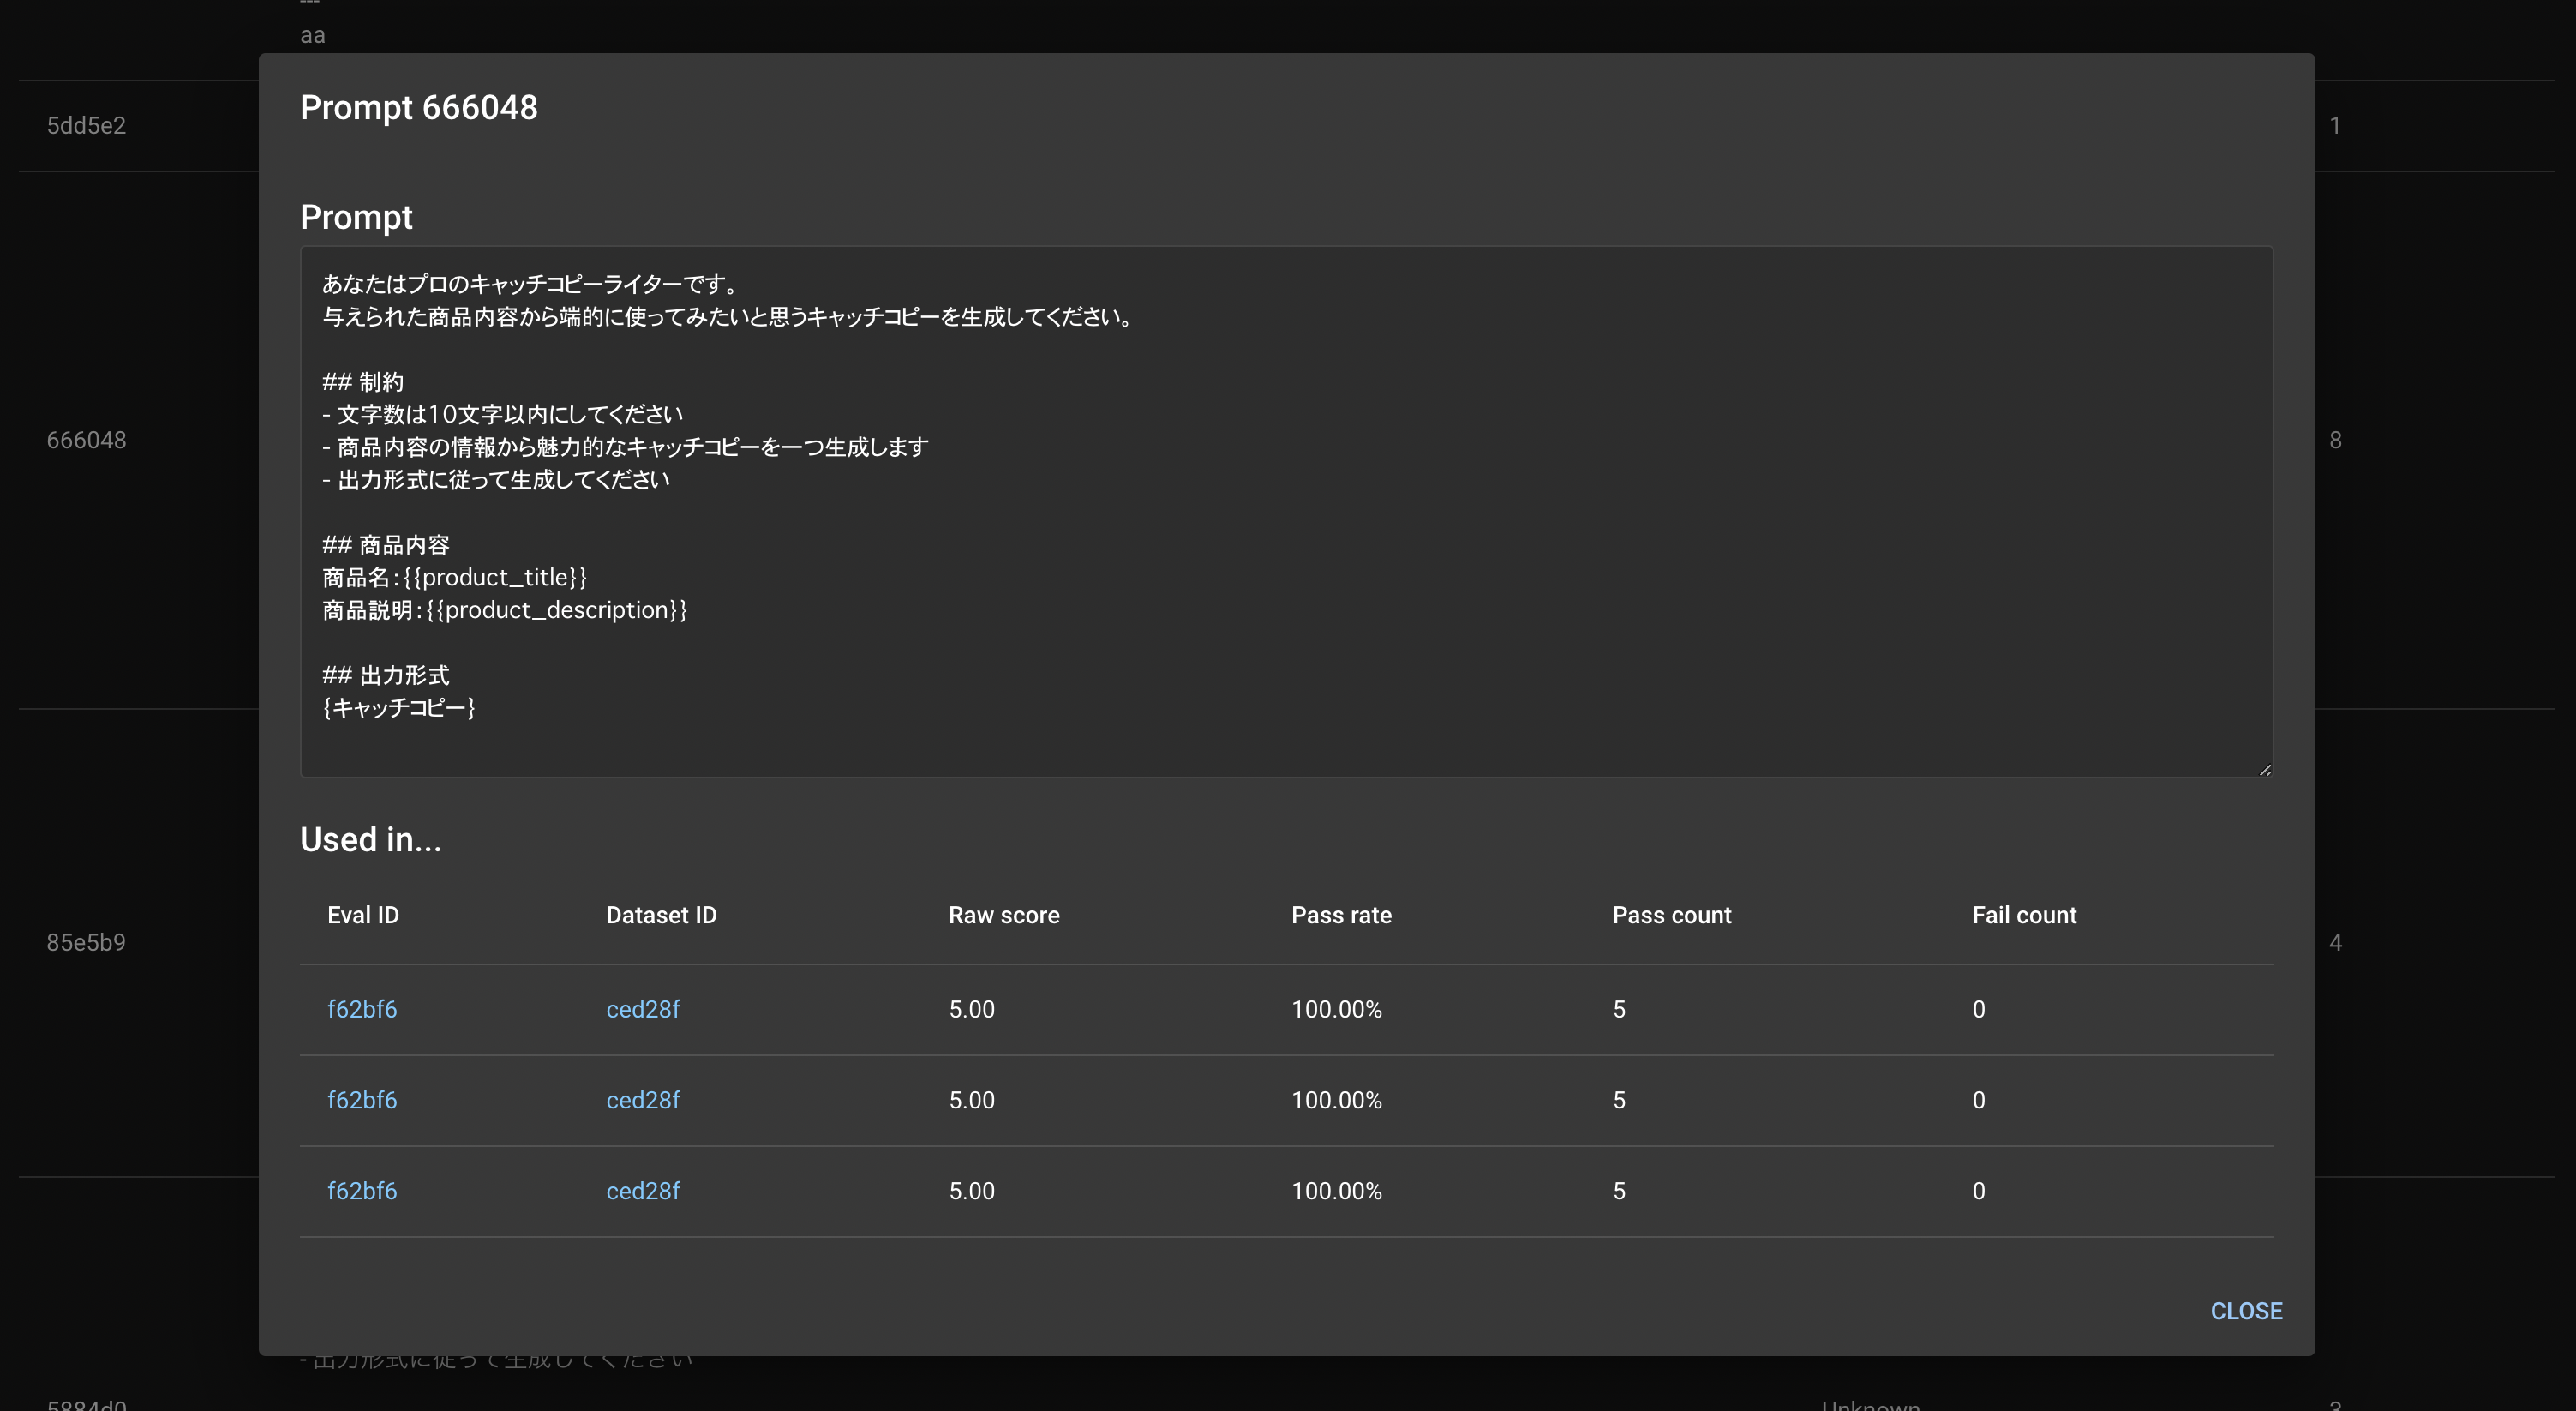 aa
5dd5e2
1
666048
8
85e5b9
4
Prompt 666048
Prompt
あなたはプロのキャッチコピーライターです。
与えられた商品内容から端的に使ってみたいと思うキャッチコピーを生成してください。
## 制約
- 文字数は10文字以内にしてください
- 商品内容の情報から魅力的なキャッチコピーを一つ生成します
- 出力形式に従って生成してください
## 商品内容
商品名：{{product_title}}
商品説明：{{product_description}}
## 出力形式
{キャッチコピー}
Used in...
Eval ID Dataset ID Raw score Pass rate Pass count Fail count
f62bf6 ced28f 5.00 100.00% 5 0
f62bf6 ced28f 5.00 100.00% 5 0
f62bf6 ced28f 5.00 100.00% 5 0
CLOSE
- 出力形式に従って生成してください
5884d0 Unknown 3